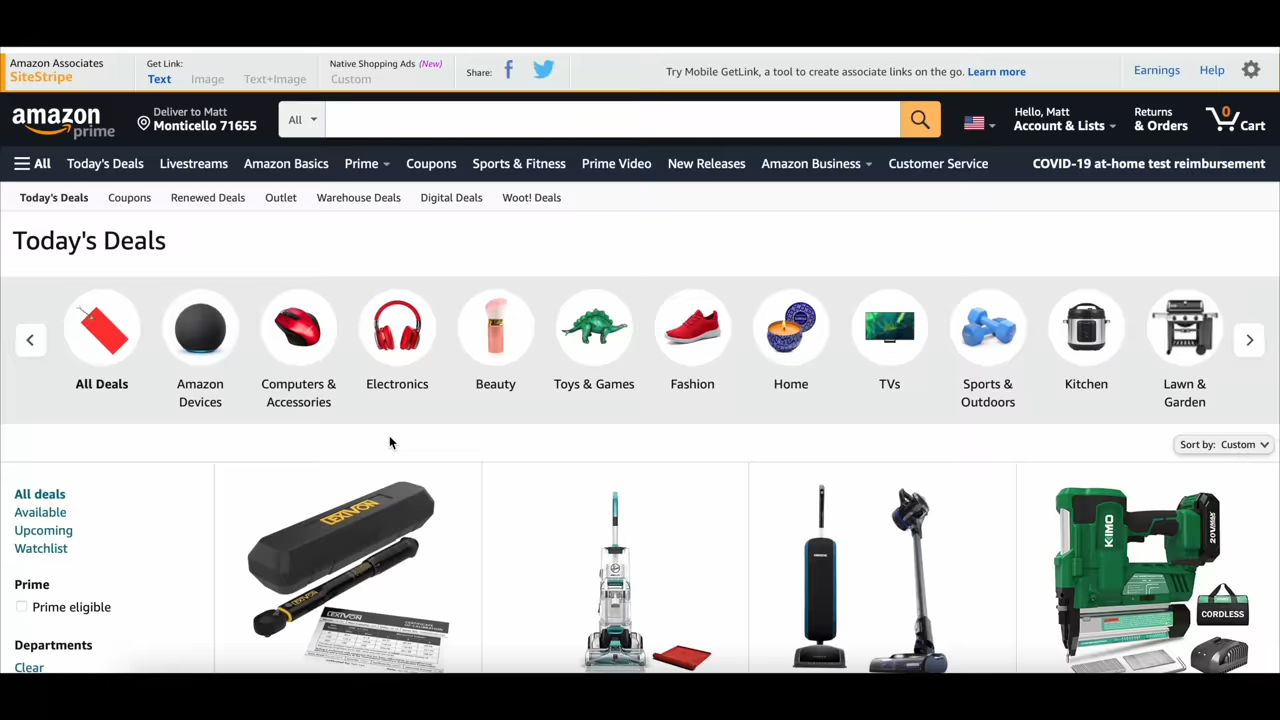 Amazon Associates
SiteStripe
Get Link:
Text Image Text+Image
Native Shopping Ads (New)
Custom
Share:
Try Mobile GetLink, a tool to create associate links on the go. Learn more
Earnings Help
amazon
prime
Deliver to Matt
Monticello 71655
All
Hello, Matt
Account & Lists
Returns
& Orders
0
Cart
All Today's Deals Livestreams Amazon Basics Prime Coupons Sports & Fitness Prime Video New Releases Amazon Business Customer Service COVID-19 at-home test reimbursement
Today's Deals Coupons Renewed Deals Outlet Warehouse Deals Digital Deals Woot! Deals
Today's Deals
All Deals
Amazon
Devices
Computers &
Accessories
Electronics
Beauty
Toys & Games
Fashion
Home
TVs
Sports &
Outdoors
Kitchen
Lawn &
Garden
Sort by: Custom
All deals
Available
Upcoming
Watchlist
Prime
Prime eligible
Departments
Clear
LEXIVON
LEXIVON
KIMO
20V MAX
CORDLESS